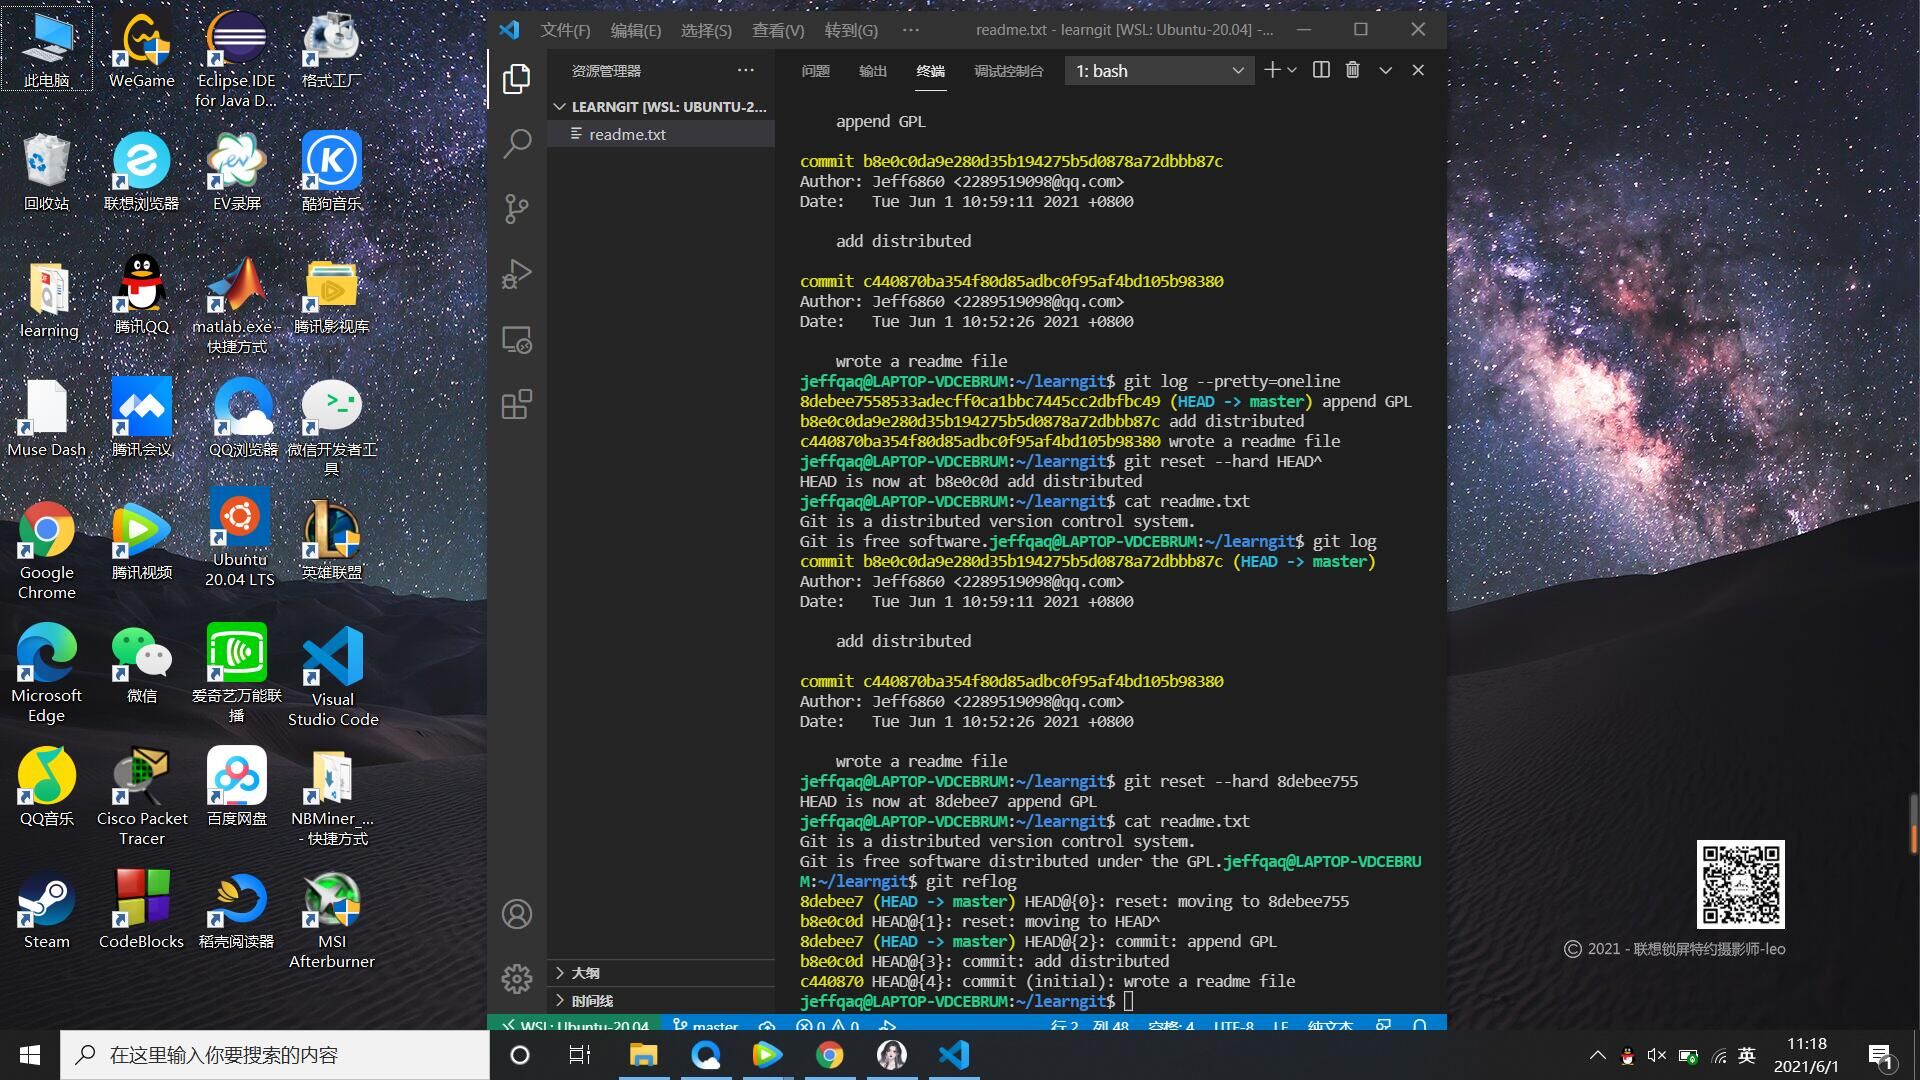 此电脑
WeGame
Eclipse IDE
for Java D...
格式工厂
回收站
联想浏览器
EV录屏
酷狗音乐
learning
腾讯QQ
matlab.exe -
快捷方式
腾讯影视库
Muse Dash
腾讯会议
QQ浏览器
微信开发者工
具
Google
Chrome
腾讯视频
Ubuntu
20.04 LTS
英雄联盟
Microsoft
Edge
微信
爱奇艺万能联
播
Visual
Studio Code
QQ音乐
Cisco Packet
Tracer
百度网盘
NBMiner_...
- 快捷方式
Steam
CodeBlocks
稻壳阅读器
MSI
Afterburner
文件(F) 编辑(E) 选择(S) 查看(V) 转到(G) ··· readme.txt - learngit [WSL: Ubuntu-20.04] -...
资源管理器 ···
LEARNGIT [WSL: UBUNTU-2...
readme.txt
大纲
时间线
问题 输出 终端 调试控制台 1: bash
append GPL
commit b8e0c0da9e280d35b194275b5d0878a72dbbb87c
Author: Jeff6860 <2289519098@qq.com>
Date:   Tue Jun 1 10:59:11 2021 +0800
add distributed
commit c440870ba354f80d85adbc0f95af4bd105b98380
Author: Jeff6860 <2289519098@qq.com>
Date:   Tue Jun 1 10:52:26 2021 +0800
wrote a readme file
jeffqaq@LAPTOP-VDCEBRUM:~/learngit$ git log --pretty=oneline
8debee7558533adecff0ca1bbc7445cc2dbfbc49 (HEAD -> master) append GPL
b8e0c0da9e280d35b194275b5d0878a72dbbb87c add distributed
c440870ba354f80d85adbc0f95af4bd105b98380 wrote a readme file
jeffqaq@LAPTOP-VDCEBRUM:~/learngit$ git reset --hard HEAD^
HEAD is now at b8e0c0d add distributed
jeffqaq@LAPTOP-VDCEBRUM:~/learngit$ cat readme.txt
Git is a distributed version control system.
Git is free software.jeffqaq@LAPTOP-VDCEBRUM:~/learngit$ git log
commit b8e0c0da9e280d35b194275b5d0878a72dbbb87c (HEAD -> master)
Author: Jeff6860 <2289519098@qq.com>
Date:   Tue Jun 1 10:59:11 2021 +0800
add distributed
commit c440870ba354f80d85adbc0f95af4bd105b98380
Author: Jeff6860 <2289519098@qq.com>
Date:   Tue Jun 1 10:52:26 2021 +0800
wrote a readme file
jeffqaq@LAPTOP-VDCEBRUM:~/learngit$ git reset --hard 8debee755
HEAD is now at 8debee7 append GPL
jeffqaq@LAPTOP-VDCEBRUM:~/learngit$ cat readme.txt
Git is a distributed version control system.
Git is free software distributed under the GPL.jeffqaq@LAPTOP-VDCEBRU
M:~/learngit$ git reflog
8debee7 (HEAD -> master) HEAD@{0}: reset: moving to 8debee755
b8e0c0d HEAD@{1}: reset: moving to HEAD^
8debee7 (HEAD -> master) HEAD@{2}: commit: append GPL
b8e0c0d HEAD@{3}: commit: add distributed
c440870 HEAD@{4}: commit (initial): wrote a readme file
jeffqaq@LAPTOP-VDCEBRUM:~/learngit$
WSL: Ubuntu-20.04 master 0 0 行 2, 列 48 空格: 4 UTF-8 LF 纯文本
© 2021 - 联想锁屏特约摄影师-leo
在这里输入你要搜索的内容
英
11:18
2021/6/1
1